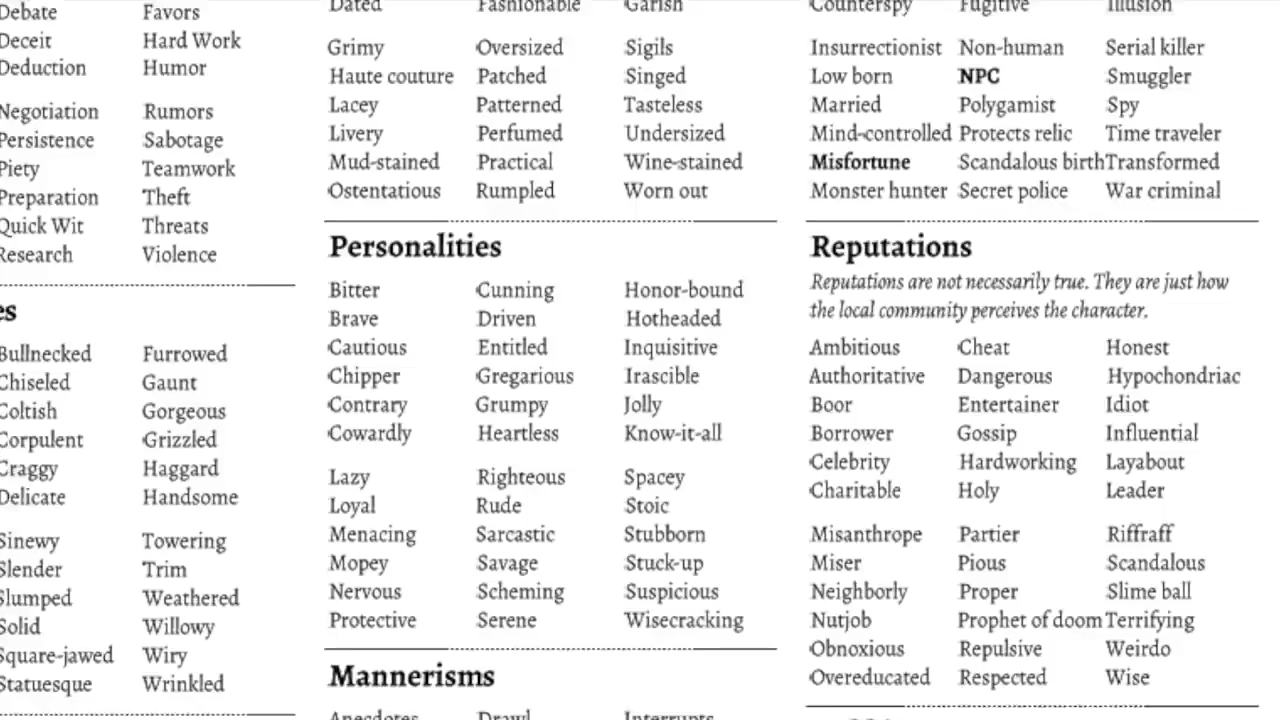 Debate Favors
Deceit Hard Work
Deduction Humor
Negotiation Rumors
Persistence Sabotage
Piety Teamwork
Preparation Theft
Quick Wit Threats
Research Violence
es
Bullnecked Furrowed
Chiseled Gaunt
Coltish Gorgeous
Corpulent Grizzled
Craggy Haggard
Delicate Handsome
Sinewy Towering
Slender Trim
Slumped Weathered
Solid Willowy
Square-jawed Wiry
Statuesque Wrinkled
Dated Fashionable Garish
Grimy Oversized Sigils
Haute couture Patched Singed
Lacey Patterned Tasteless
Livery Perfumed Undersized
Mud-stained Practical Wine-stained
Ostentatious Rumpled Worn out
Personalities
Bitter Cunning Honor-bound
Brave Driven Hotheaded
Cautious Entitled Inquisitive
Chipper Gregarious Irascible
Contrary Grumpy Jolly
Cowardly Heartless Know-it-all
Lazy Righteous Spacey
Loyal Rude Stoic
Menacing Sarcastic Stubborn
Mopey Savage Stuck-up
Nervous Scheming Suspicious
Protective Serene Wisecracking
Mannerisms
Anecdotes Drawl Interrupts
Counterspy Fugitive Illusion
Insurrectionist Non-human Serial killer
Low born NPC Smuggler
Married Polygamist Spy
Mind-controlled Protects relic Time traveler
Misfortune Scandalous birth Transformed
Monster hunter Secret police War criminal
Reputations
Reputations are not necessarily true. They are just how
the local community perceives the character.
Ambitious Cheat Honest
Authoritative Dangerous Hypochondriac
Boor Entertainer Idiot
Borrower Gossip Influential
Celebrity Hardworking Layabout
Charitable Holy Leader
Misanthrope Partier Riffraff
Miser Pious Scandalous
Neighborly Proper Slime ball
Nutjob Prophet of doom Terrifying
Obnoxious Repulsive Weirdo
Overeducated Respected Wise